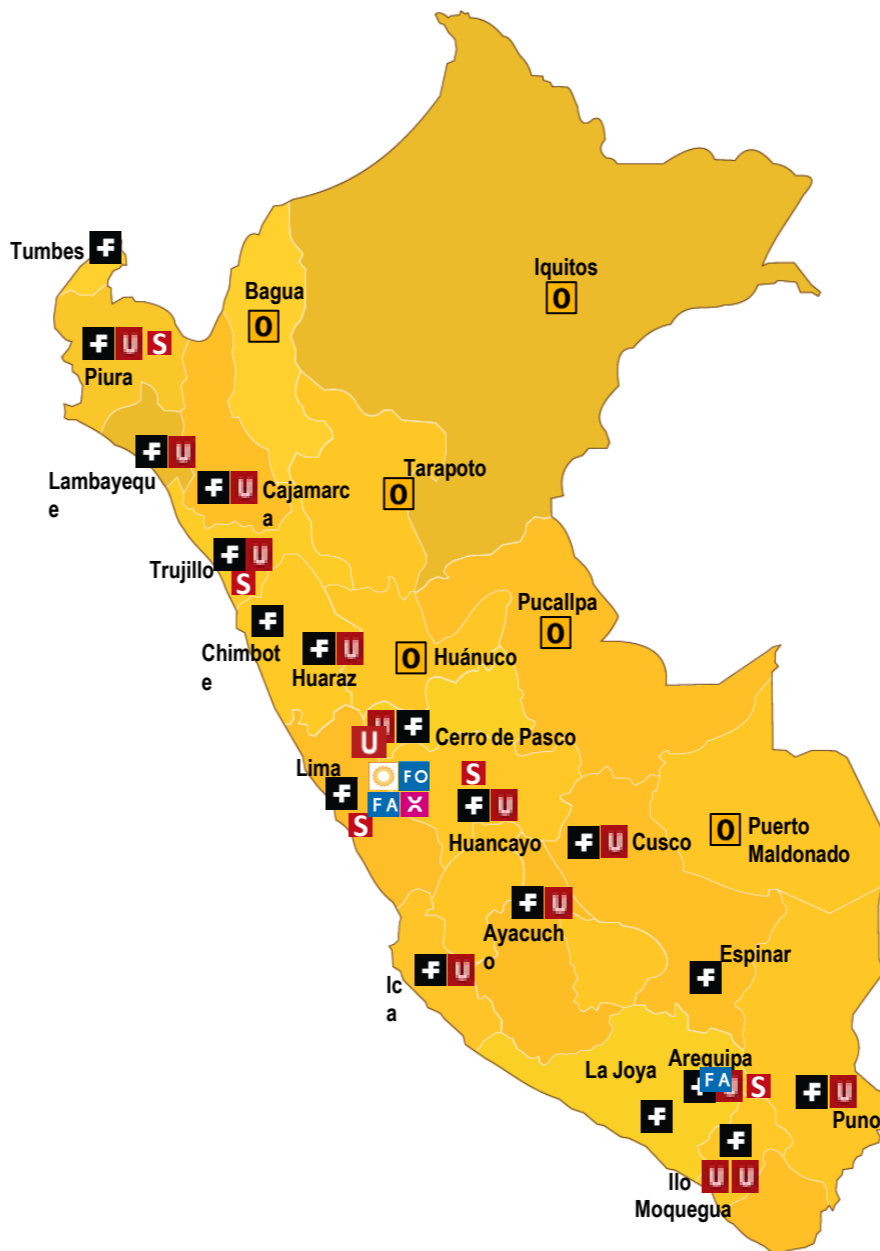 Tumbes
Bagua
O
Iquitos
O
U S
Piura
U
Lambayequ
e
U
Cajamarc
a
Tarapoto
O
U
Trujillo
S
Pucallpa
O
Chimbot
e
U
Huaraz
O
Huánuco
U
U
Cerro de Pasco
Lima
FO
FA
S
S
U
Huancayo
U
Cusco
O
Puerto
Maldonado
U
Ayacuch
o
Espinar
U
Ic
a
La Joya
Arequipa
FA
U
S
U
Puno
U U
Ilo
Moquegua